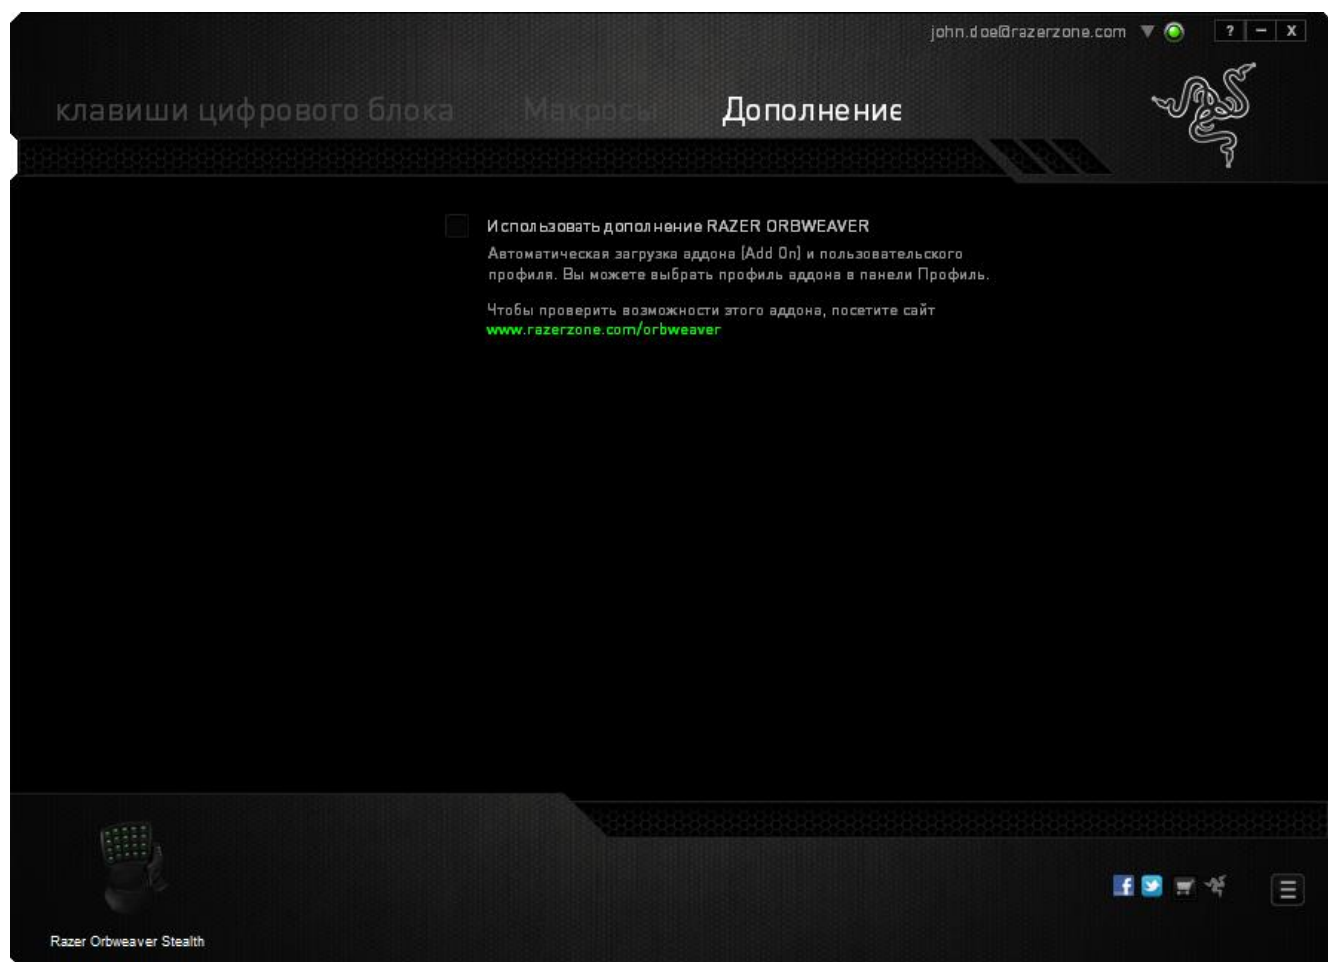 john.doe@razerzone.com
? – X
клавиши цифрового блока Макросы Дополнение
Использовать дополнение RAZER ORBWEAVER
Автоматическая загрузка аддона (Add On) и пользовательского
профиля. Вы можете выбрать профиль аддона в панели Профиль.
Чтобы проверить возможности этого аддона, посетите сайт
www.razerzone.com/orbweaver
Razer Orbweaver Stealth